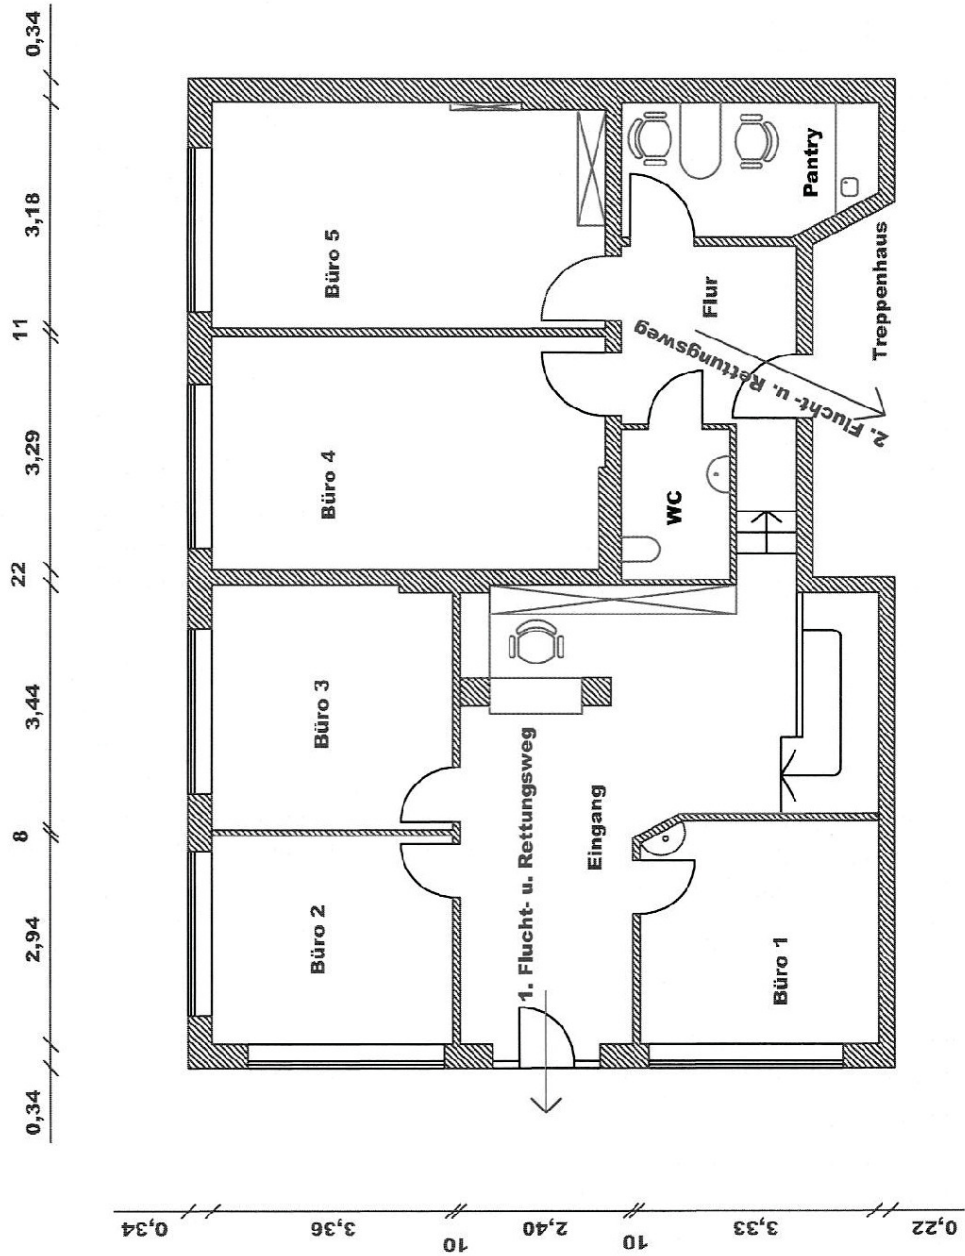 0,34
2,94
8
3,44
22
3,29
11
3,18
0,34
0,34
3,36
10
2,40
10
3,33
0,22
Büro 2
Büro 3
Büro 4
Büro 5
1. Flucht- u. Rettungsweg
Eingang
Büro 1
WC
Flur
2. Flucht- u. Rettungsweg
Pantry
Treppenhaus